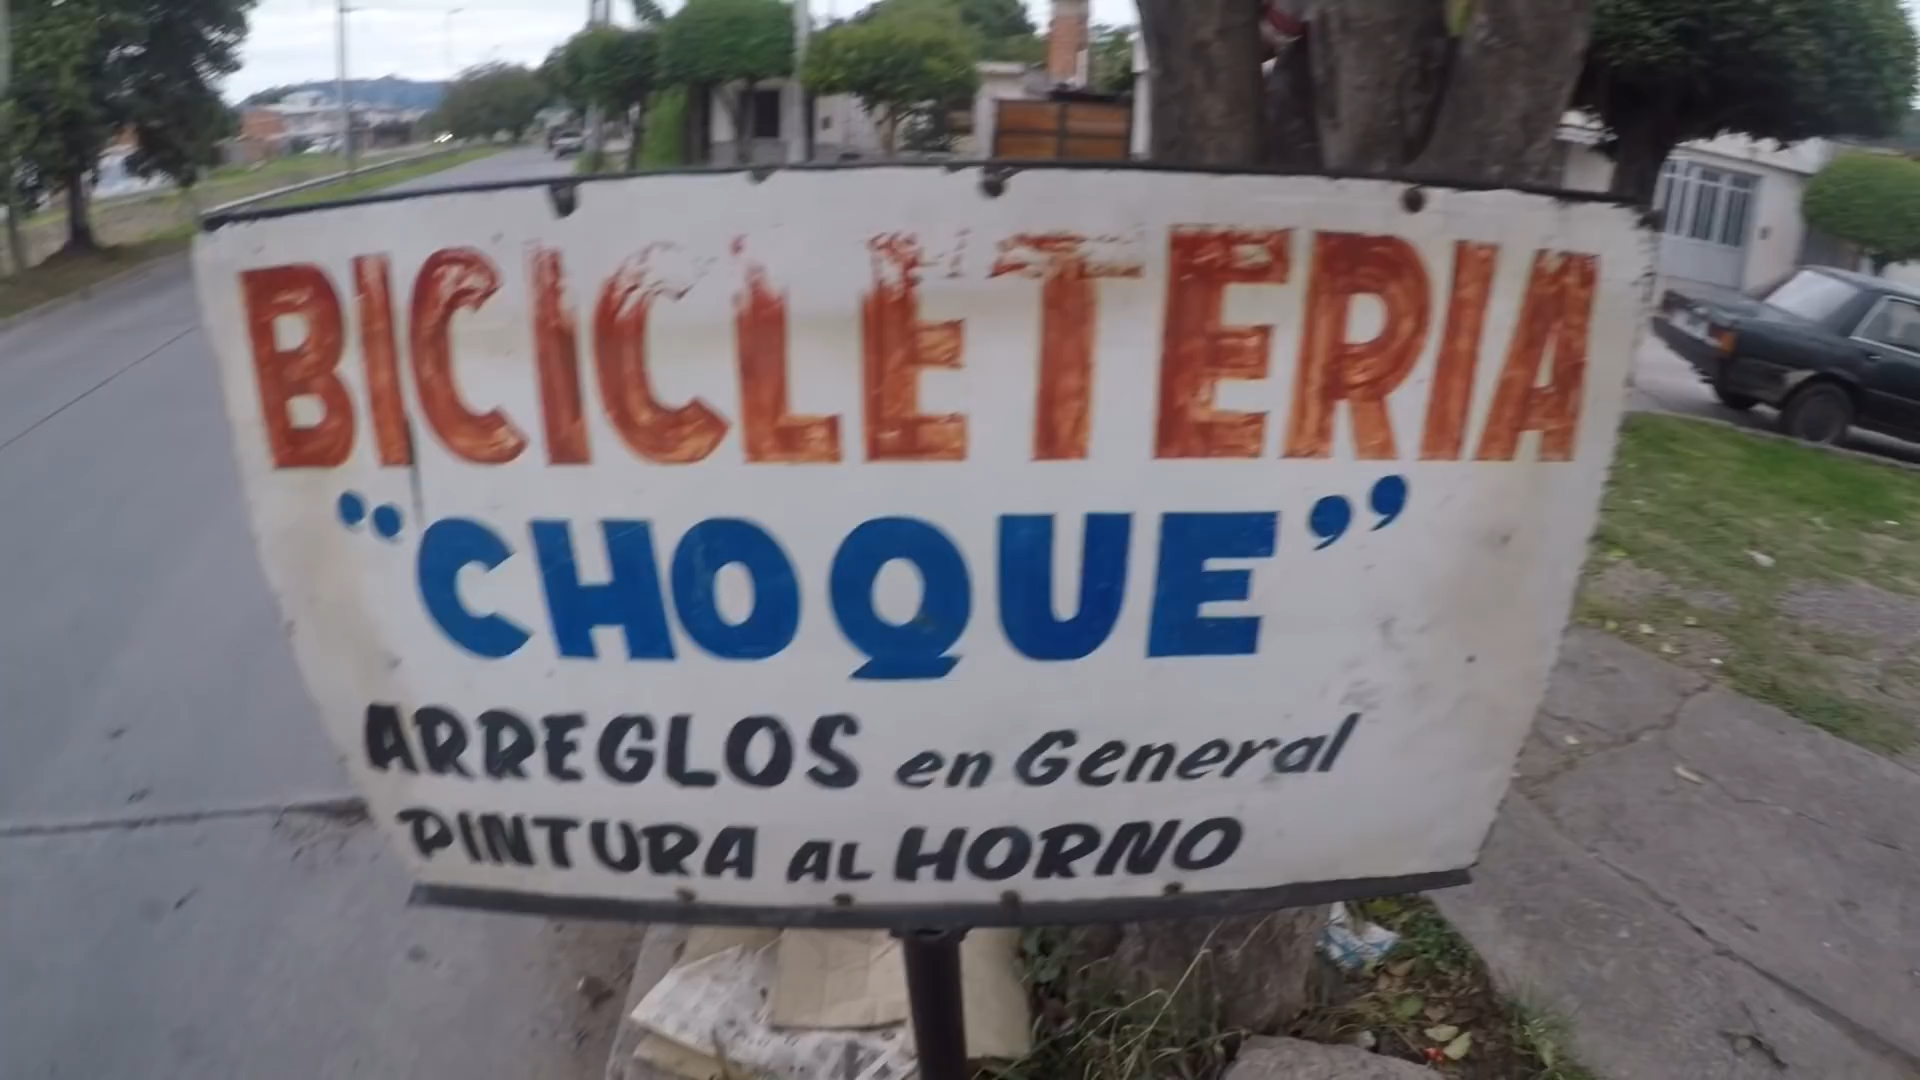 BICICLETERIA
“CHOQUE”
ARREGLOS en General
PINTURA AL HORNO